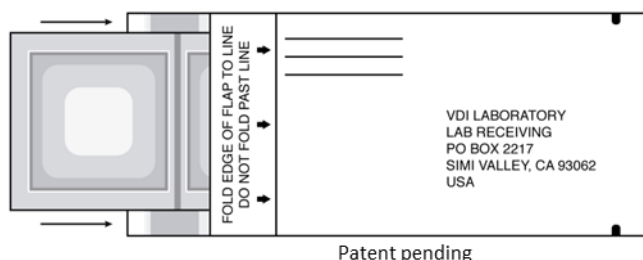 FOLD EDGE OF FLAP TO LINE
DO NOT FOLD PAST LINE
VDI LABORATORY
LAB RECEIVING
PO BOX 2217
SIMI VALLEY, CA 93062
USA
Patent pending